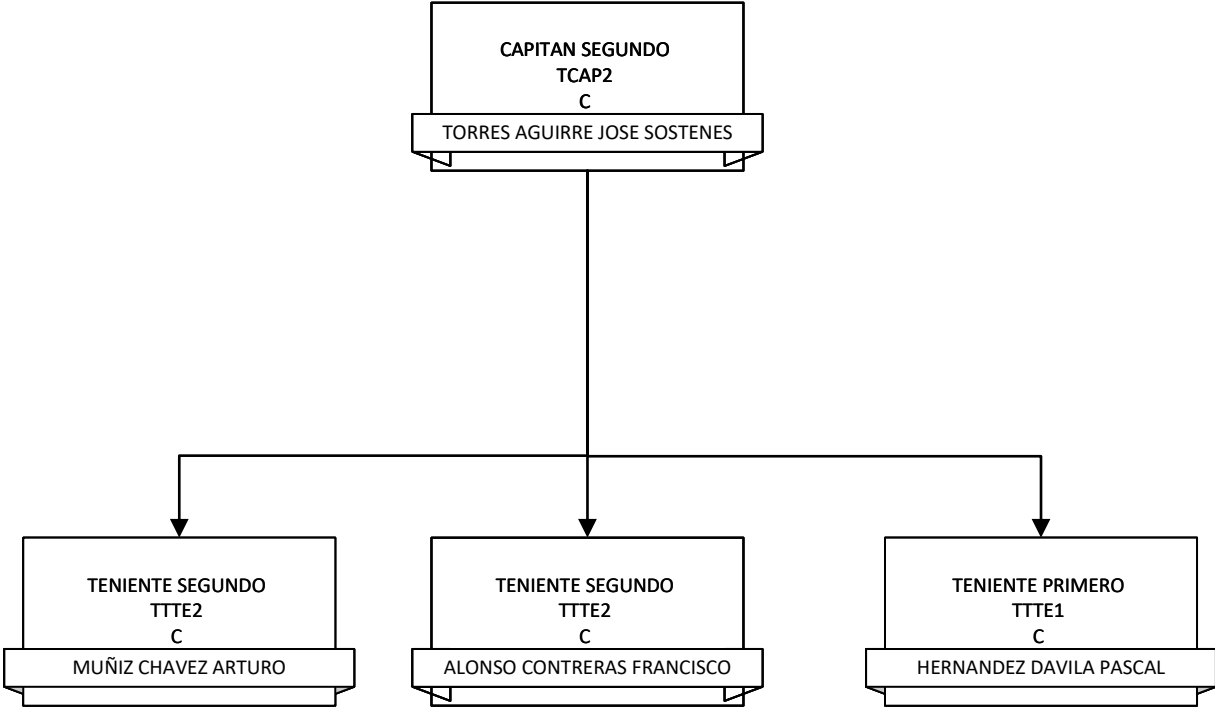 CAPITAN SEGUNDO
TCAP2
C
TORRES AGUIRRE JOSE SOSTENES
TENIENTE SEGUNDO
TTTE2
C
MUÑIZ CHAVEZ ARTURO
TENIENTE SEGUNDO
TTTE2
C
ALONSO CONTRERAS FRANCISCO
TENIENTE PRIMERO
TTTE1
C
HERNANDEZ DAVILA PASCAL